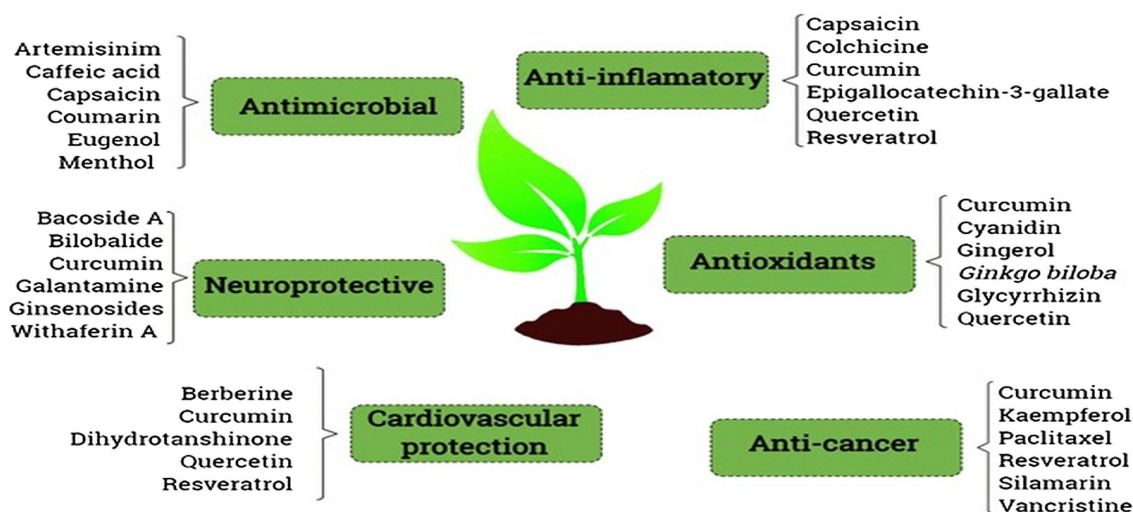 Artemisinim
Caffeic acid
Capsaicin
Coumarin
Eugenol
Menthol
Antimicrobial
Anti-inflamatory
Capsaicin
Colchicine
Curcumin
Epigallocatechin-3-gallate
Quercetin
Resveratrol
Bacoside A
Bilobalide
Curcumin
Galantamine
Ginsenosides
Withaferin A
Neuroprotective
Antioxidants
Curcumin
Cyanidin
Gingerol
Ginkgo biloba
Glycyrrhizin
Quercetin
Berberine
Curcumin
Dihydrotanshinone
Quercetin
Resveratrol
Cardiovascular
protection
Anti-cancer
Curcumin
Kaempferol
Paclitaxel
Resveratrol
Silamarin
Vancristine